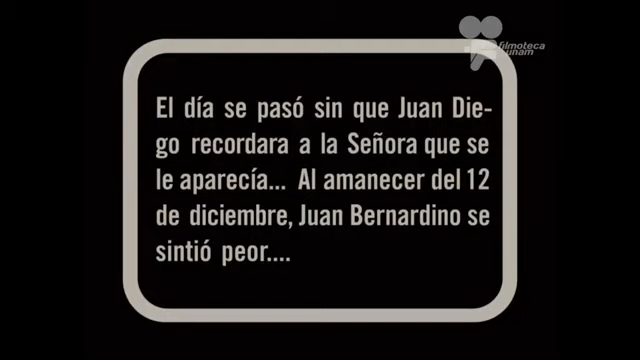 filmoteca
unam
El día se pasó sin que Juan Die-
go recordara a la Señora que se
le aparecía... Al amanecer del 12
de diciembre, Juan Bernardino se
sintió peor....